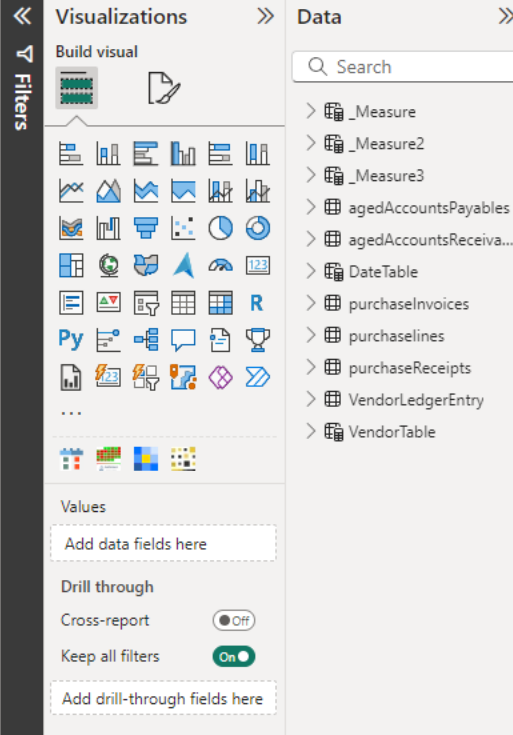 Filters
Visualizations
Build visual
123
R
Py
123
...
Values
Add data fields here
Drill through
Cross-report
Off
Keep all filters
On
Add drill-through fields here
Data
Search
_Measure
_Measure2
_Measure3
agedAccountsPayables
agedAccountsReceiva...
DateTable
purchaseInvoices
purchaselines
purchaseReceipts
VendorLedgerEntry
VendorTable